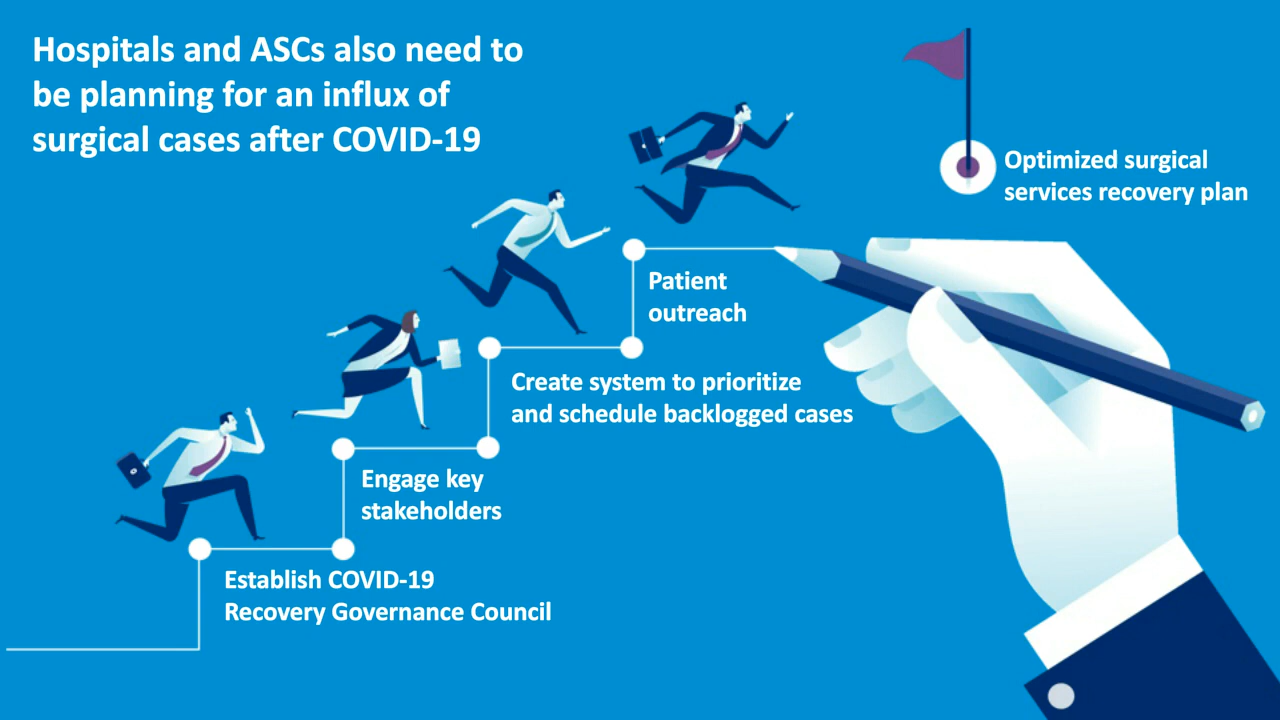 Hospitals and ASCs also need to
be planning for an influx of
surgical cases after COVID-19
Optimized surgical
services recovery plan
Patient
outreach
Create system to prioritize
and schedule backlogged cases
Engage key
stakeholders
Establish COVID-19
Recovery Governance Council